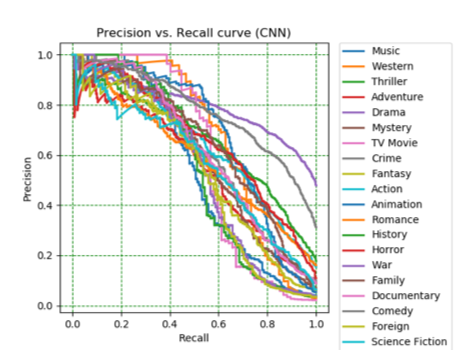 Precision vs. Recall curve (CNN)
1.0
0.8
0.6
0.4
0.2
0.0
Precision
0.0 0.2 0.4 0.6 0.8 1.0
Recall
Music
Western
Thriller
Adventure
Drama
Mystery
TV Movie
Crime
Fantasy
Action
Animation
Romance
History
Horror
War
Family
Documentary
Comedy
Foreign
Science Fiction